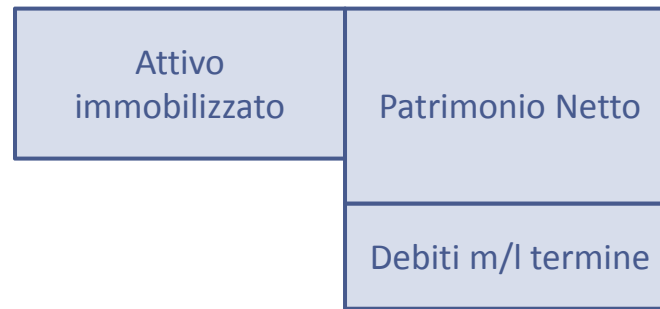 Attivo
immobilizzato
Patrimonio Netto
Debiti m/l termine